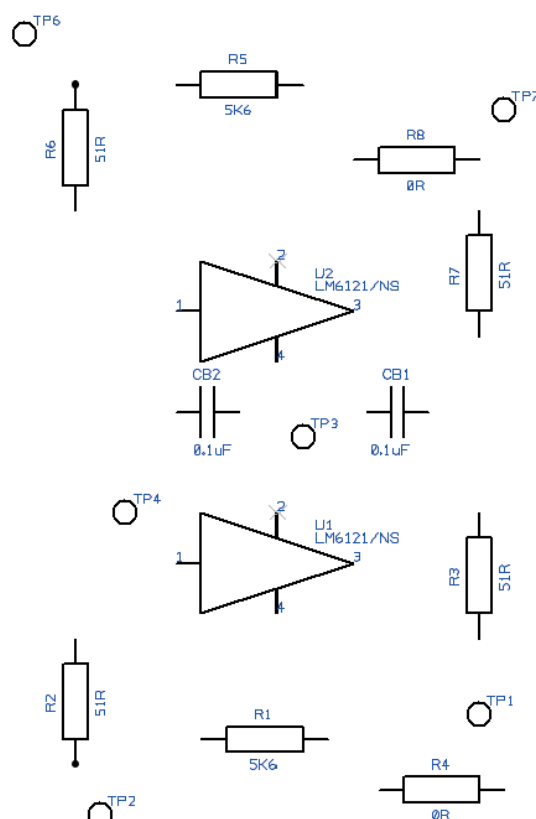 TP6
R5
5K6
TP7
R6
51R
R8
0R
R7
51R
2
U2
LM6121/NS
1
3
4
CB2
0.1uF
TP3
CB1
0.1uF
TP4
2
U1
LM6121/NS
1
3
4
R3
51R
R2
51R
R1
5K6
TP1
R4
0R
TP2